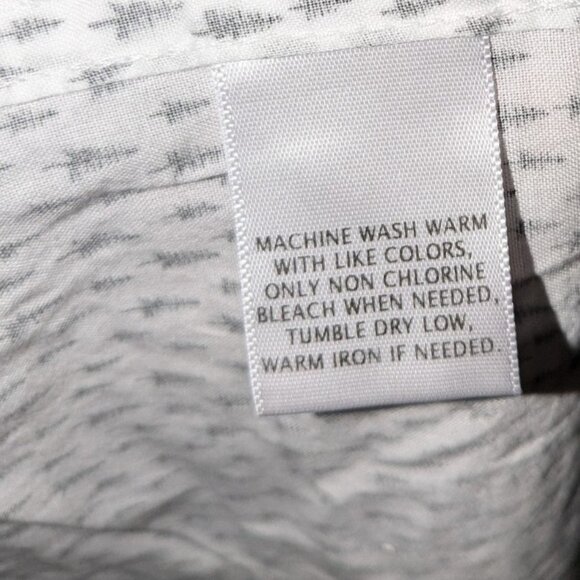 MACHINE WASH WARM
WITH LIKE COLORS,
ONLY NON CHLORINE
BLEACH WHEN NEEDED,
TUMBLE DRY LOW,
WARM IRON IF NEEDED.